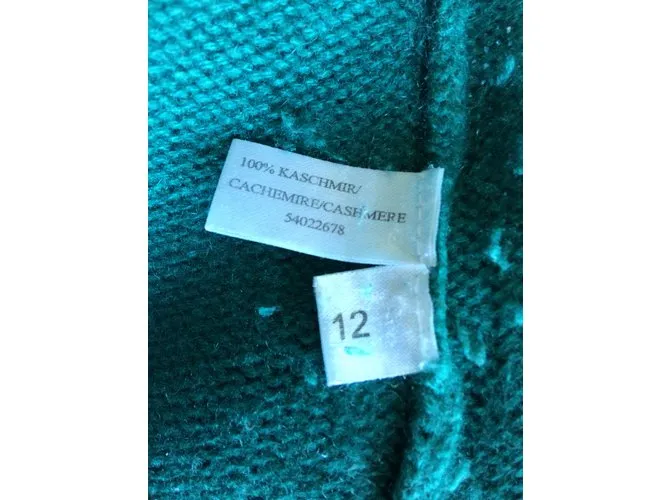 100% KASCHMIR/
CACHEMIRE/CASHMERE
54022678
12